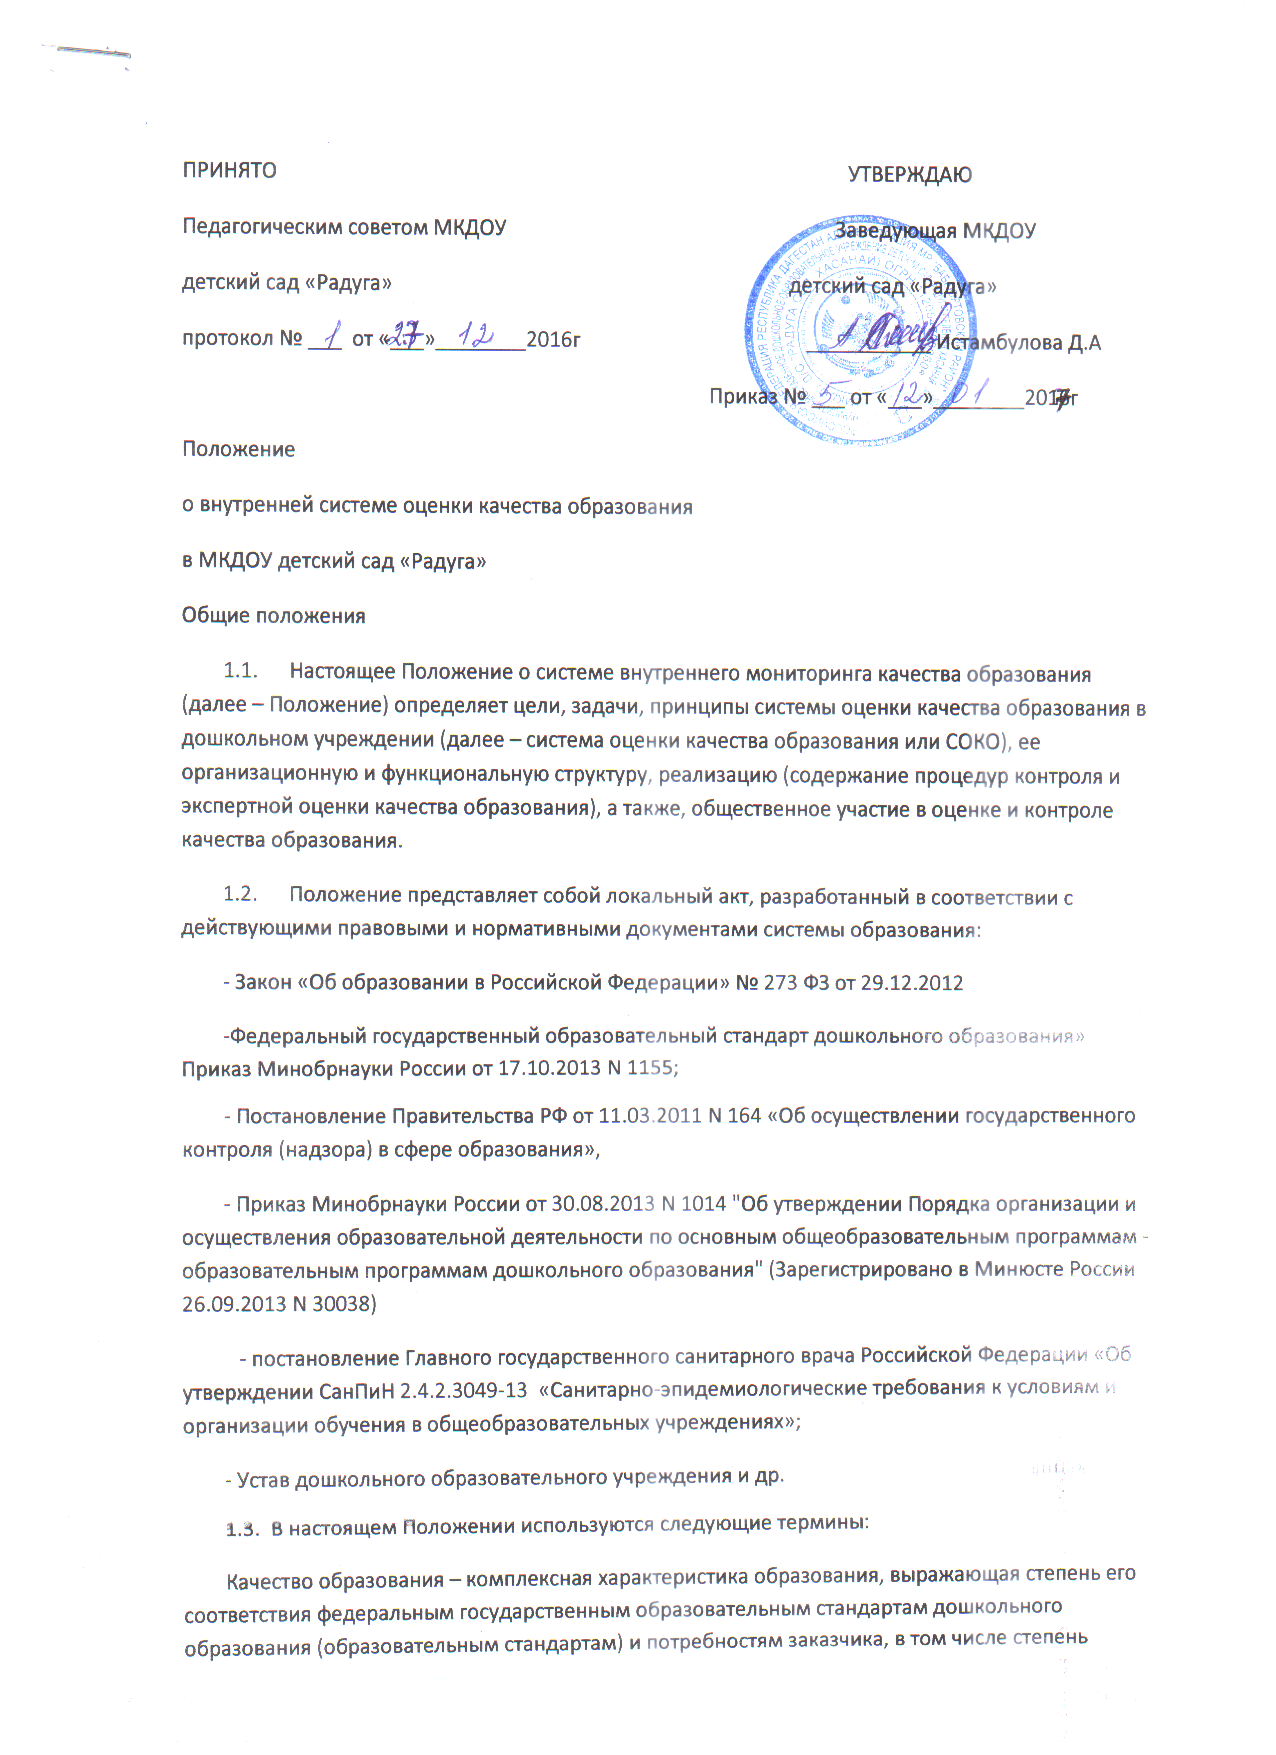 ПРИНЯТО
УТВЕРЖДАЮ
Педагогическим советом МКДОУ
Заведующая МКДОУ
детский сад «Радуга»
детский сад «Радуга»
протокол № 1 от «27» 12 2016г
Истамбулова Д.А
Приказ № 5 от «12» 01 2017г
Положение
о внутренней системе оценки качества образования
в МКДОУ детский сад «Радуга»
Общие положения
1.1. Настоящее Положение о системе внутреннего мониторинга качества образования
(далее – Положение) определяет цели, задачи, принципы системы оценки качества образования в
дошкольном учреждении (далее – система оценки качества образования или СОКО), ее
организационную и функциональную структуру, реализацию (содержание процедур контроля и
экспертной оценки качества образования), а также, общественное участие в оценке и контроле
качества образования.
1.2. Положение представляет собой локальный акт, разработанный в соответствии с
действующими правовыми и нормативными документами системы образования:
- Закон «Об образовании в Российской Федерации» № 273 ФЗ от 29.12.2012
-Федеральный государственный образовательный стандарт дошкольного образования»
Приказ Минобрнауки России от 17.10.2013 N 1155;
- Постановление Правительства РФ от 11.03.2011 N 164 «Об осуществлении государственного
контроля (надзора) в сфере образования»,
- Приказ Минобрнауки России от 30.08.2013 N 1014 "Об утверждении Порядка организации и
осуществления образовательной деятельности по основным общеобразовательным программам -
образовательным программам дошкольного образования" (Зарегистрировано в Минюсте России
26.09.2013 N 30038)
- постановление Главного государственного санитарного врача Российской Федерации «Об
утверждении СанПиН 2.4.2.3049-13 «Санитарно-эпидемиологические требования к условиям и
организации обучения в общеобразовательных учреждениях»;
- Устав дошкольного образовательного учреждения и др.
1.3. В настоящем Положении используются следующие термины:
Качество образования – комплексная характеристика образования, выражающая степень его
соответствия федеральным государственным образовательным стандартам дошкольного
образования (образовательным стандартам) и потребностям заказчика, в том числе степень